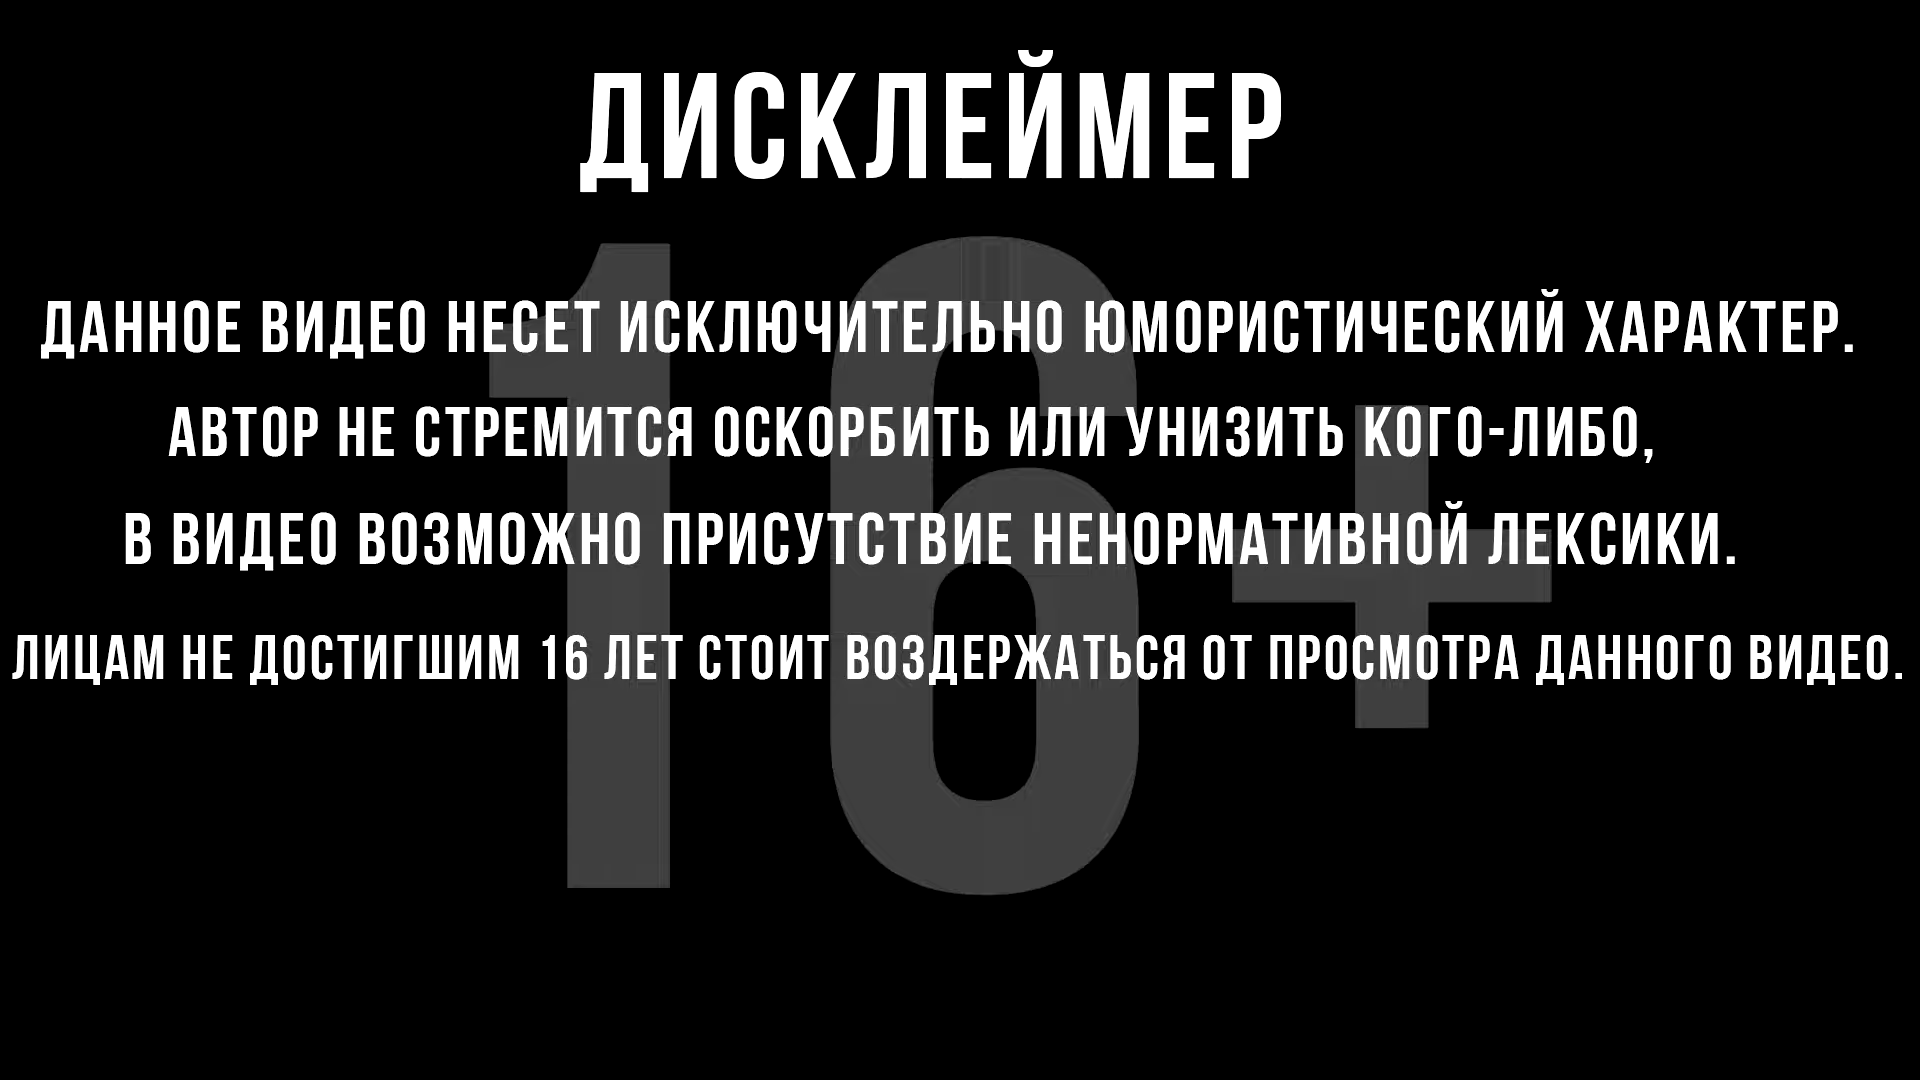 ДИСКЛЕЙМЕР
16+
ДАННОЕ ВИДЕО НЕСЕТ ИСКЛЮЧИТЕЛЬНО ЮМОРИСТИЧЕСКИЙ ХАРАКТЕР.
АВТОР НЕ СТРЕМИТСЯ ОСКОРБИТЬ ИЛИ УНИЗИТЬ КОГО-ЛИБО,
В ВИДЕО ВОЗМОЖНО ПРИСУТСТВИЕ НЕНОРМАТИВНОЙ ЛЕКСИКИ.
ЛИЦАМ НЕ ДОСТИГШИМ 16 ЛЕТ СТОИТ ВОЗДЕРЖАТЬСЯ ОТ ПРОСМОТРА ДАННОГО ВИДЕО.